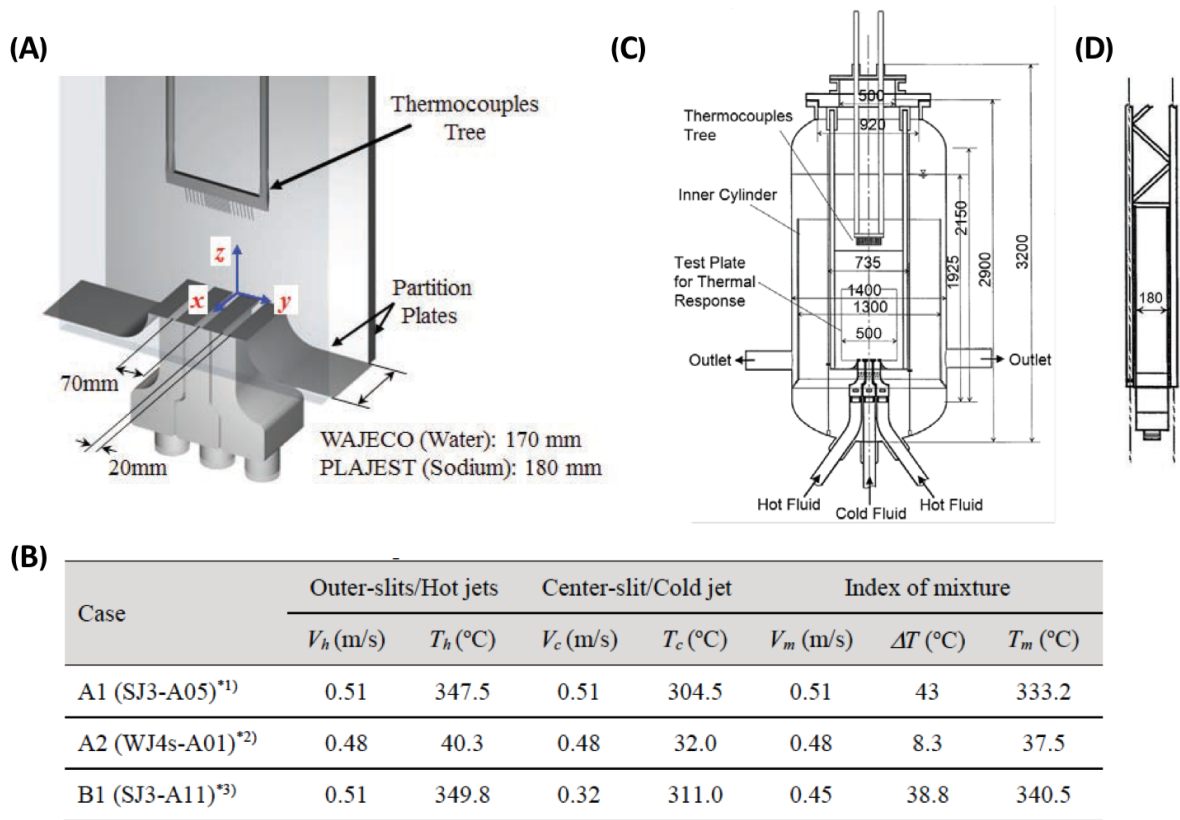 (A)
Thermocouples
Tree
z
x
y
Partition
Plates
70mm
20mm
WAJECO (Water): 170 mm
PLAJEST (Sodium): 180 mm
(C)
500
Thermocouples
Tree
920
Inner Cylinder
735
Test Plate
for Thermal
Response
1400
1300
500
1925
2150
2900
3200
Outlet
Outlet
Hot Fluid
Cold Fluid
Hot Fluid
(D)
180
(B)
Case Outer-slits/Hot jets Center-slit/Cold jet Index of mixture
Vh (m/s) Th (°C) Vc (m/s) Tc (°C) Vm (m/s) ΔT (°C) Tm (°C)
A1 (SJ3-A05)*1) 0.51 347.5 0.51 304.5 0.51 43 333.2
A2 (WJ4s-A01)*2) 0.48 40.3 0.48 32.0 0.48 8.3 37.5
B1 (SJ3-A11)*3) 0.51 349.8 0.32 311.0 0.45 38.8 340.5